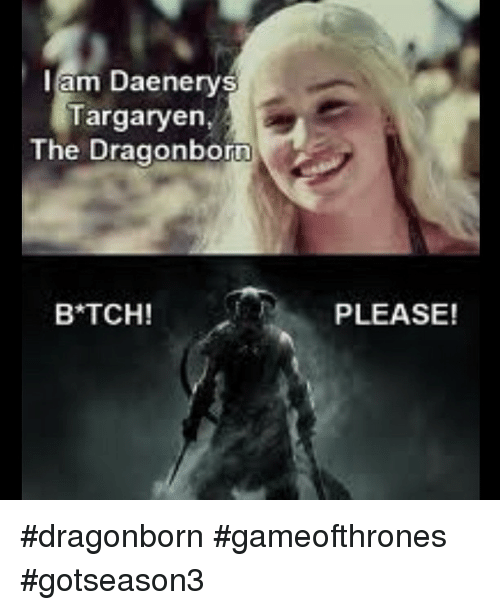 I am Daenerys
Targaryen,
The Dragonborn
B*TCH! PLEASE!
#dragonborn #gameofthrones
#gotseason3